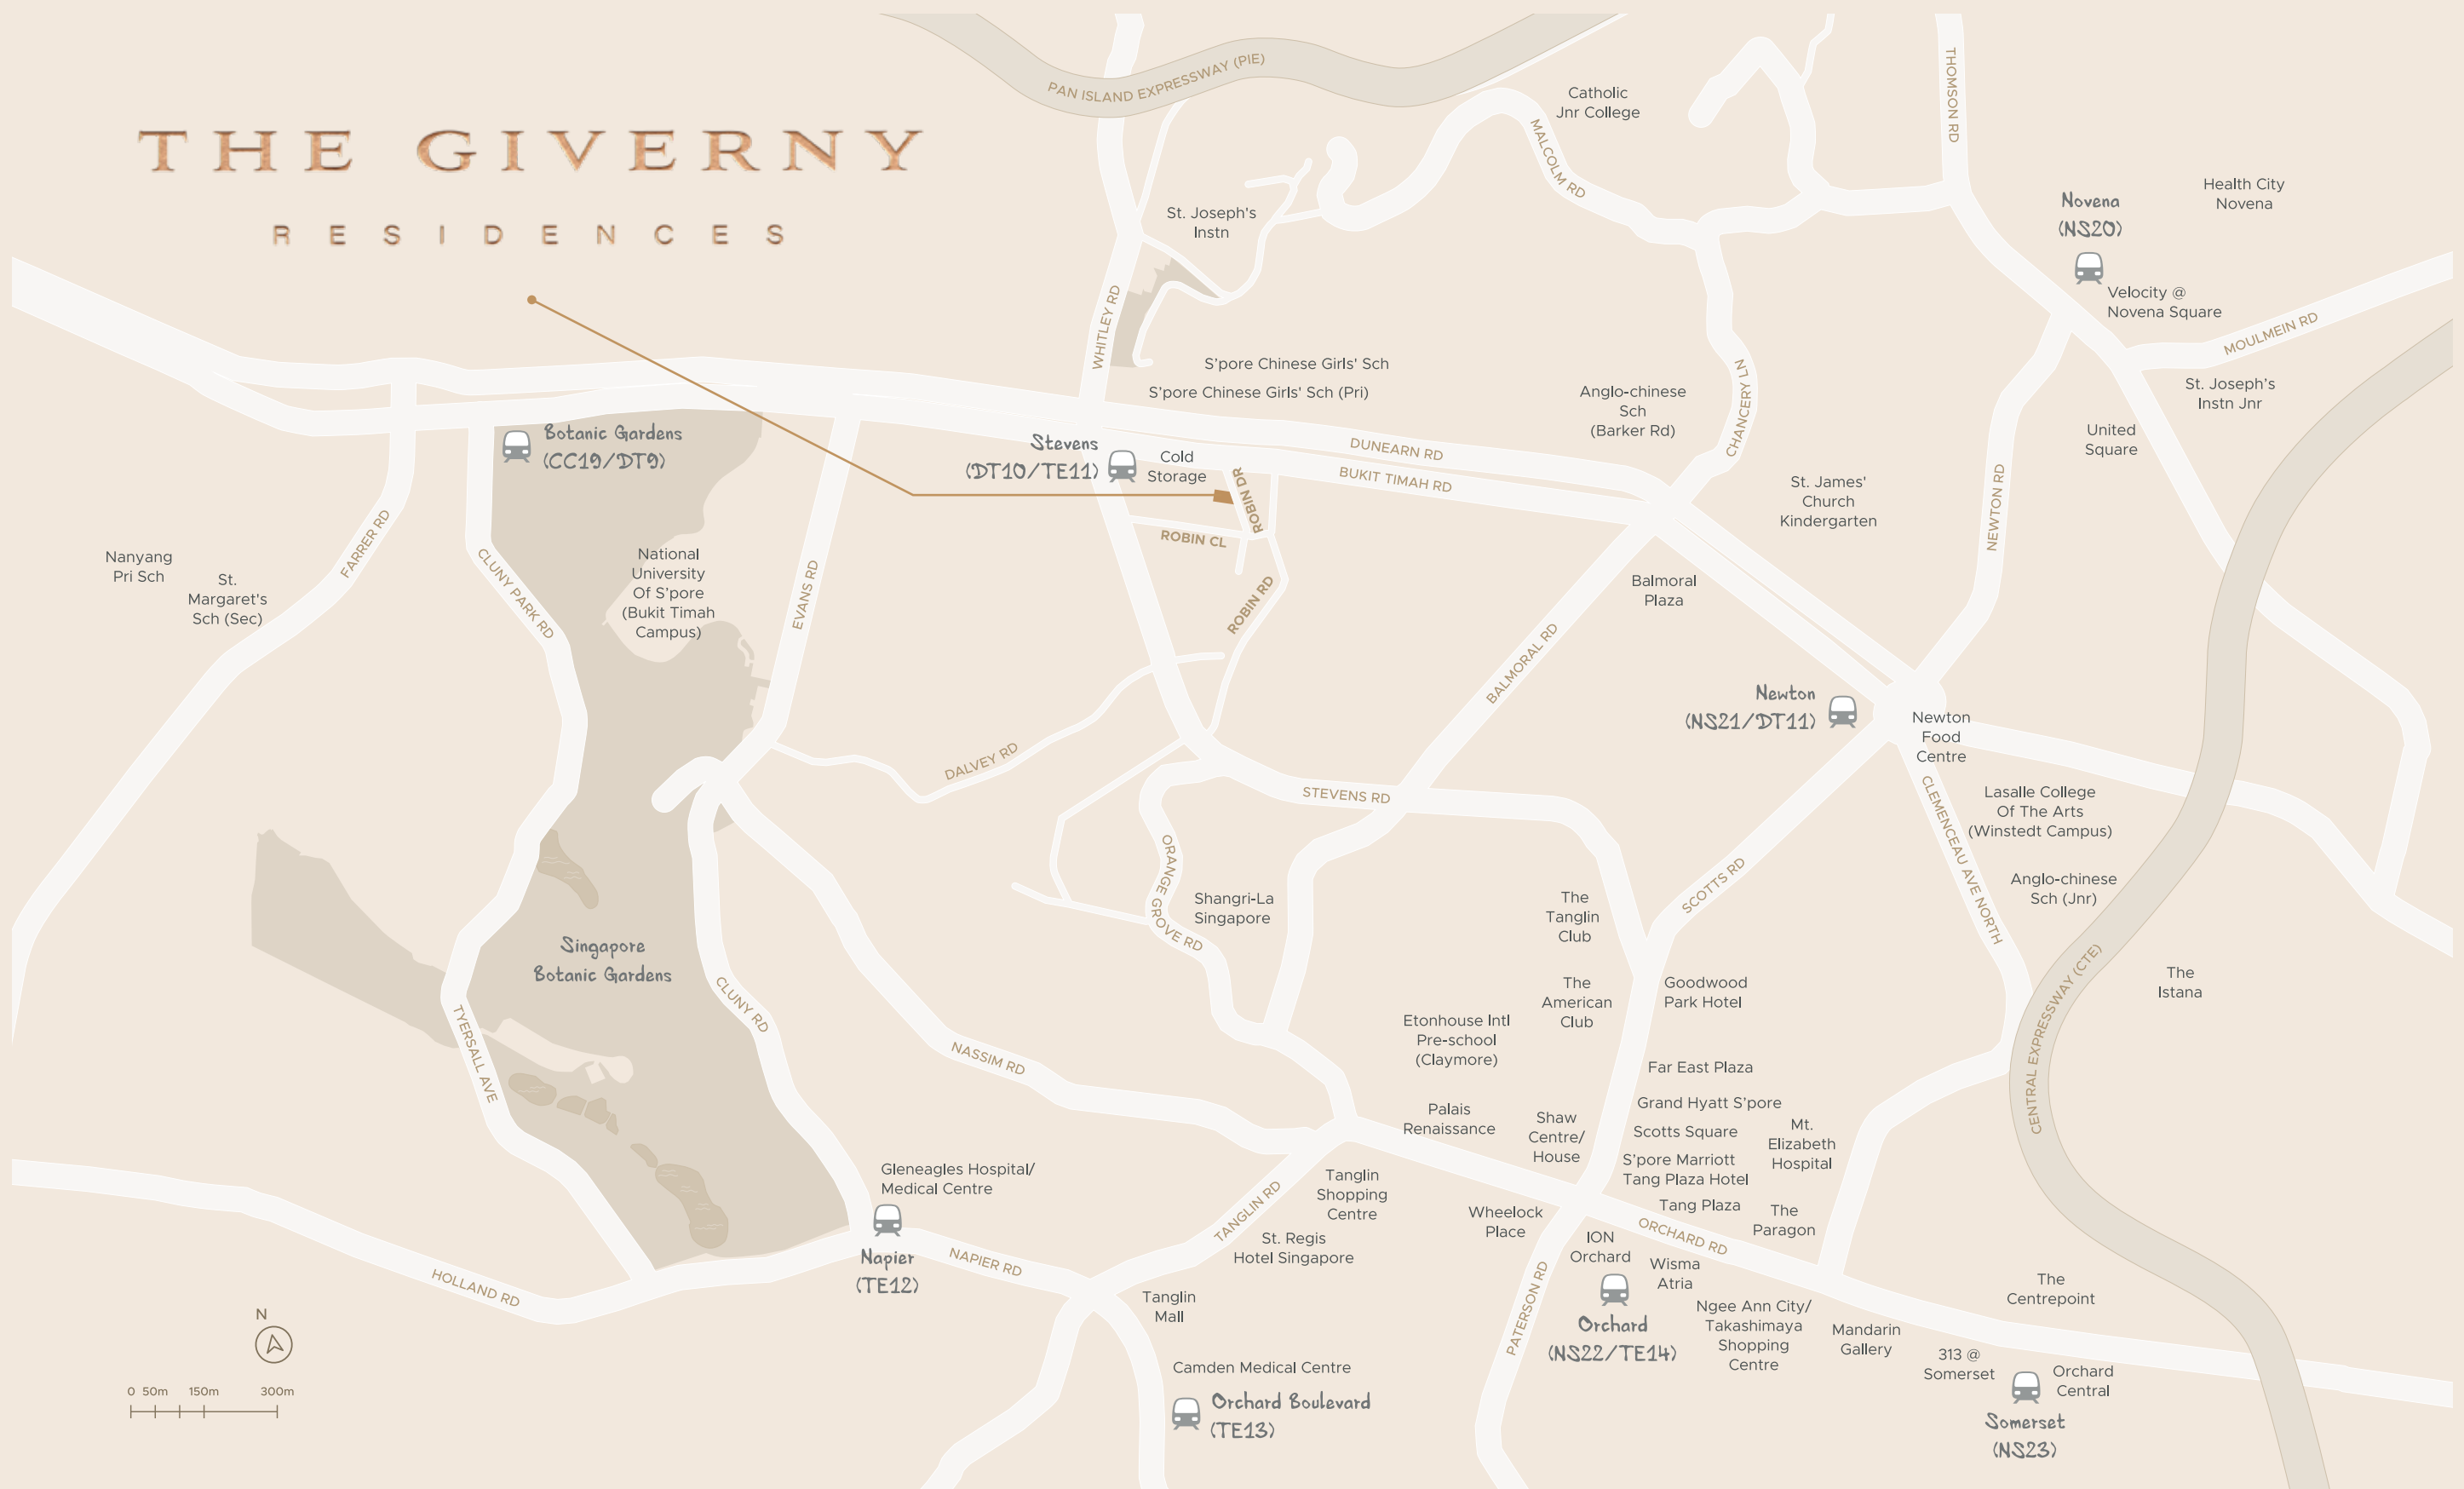 THE GIVERNY
RESIDENCES
PAN ISLAND EXPRESSWAY (PIE)
THOMSON RD
Catholic
Jnr College
MALCOLM RD
St. Joseph's
Instn
Novena
(NS20)
Health City
Novena
Velocity @
Novena Square
MOULMEIN RD
WHITLEY RD
S'pore Chinese Girls' Sch
S'pore Chinese Girls' Sch (Pri)
Anglo-chinese
Sch
(Barker Rd)
CHANCERY LN
St. Joseph's
Instn Jnr
United
Square
Botanic Gardens
(CC19/DT9)
Stevens
(DT10/TE11)
Cold
Storage
DUNEARN RD
BUKIT TIMAH RD
ROBIN DR
ROBIN CL
ROBIN RD
St. James'
Church
Kindergarten
NEWTON RD
FARRER RD
Nanyang
Pri Sch
St.
Margaret's
Sch (Sec)
CLUNY PARK RD
National
University
Of S'pore
(Bukit Timah
Campus)
EVANS RD
Balmoral
Plaza
BALMORAL RD
Newton
(NS21/DT11)
Newton
Food
Centre
DALVEY RD
STEVENS RD
CLEMENCEAU AVE NORTH
Lasalle College
Of The Arts
(Winstedt Campus)
ORANGE GROVE RD
Shangri-La
Singapore
The
Tanglin
Club
SCOTTS RD
Anglo-chinese
Sch (Jnr)
Singapore
Botanic Gardens
The
American
Club
Goodwood
Park Hotel
CENTRAL EXPRESSWAY (CTE)
The
Istana
TYERSALL AVE
CLUNY RD
NASSIM RD
Etonhouse Intl
Pre-school
(Claymore)
Far East Plaza
Palais
Renaissance
Shaw
Centre/
House
Grand Hyatt S'pore
Scotts Square
Mt.
Elizabeth
Hospital
S'pore Marriott
Tang Plaza Hotel
Tang Plaza
The
Paragon
Gleneagles Hospital/
Medical Centre
Tanglin
Shopping
Centre
TANGLIN RD
Wheelock
Place
ORCHARD RD
St. Regis
Hotel Singapore
ION
Orchard
Wisma
Atria
Napier
(TE12)
NAPIER RD
HOLLAND RD
PATERSON RD
Tanglin
Mall
Orchard
(NS22/TE14)
Ngee Ann City/
Takashimaya
Shopping
Centre
Mandarin
Gallery
The
Centrepoint
313 @
Somerset
Orchard
Central
Somerset
(NS23)
Camden Medical Centre
Orchard Boulevard
(TE13)
N
0 50m 150m 300m